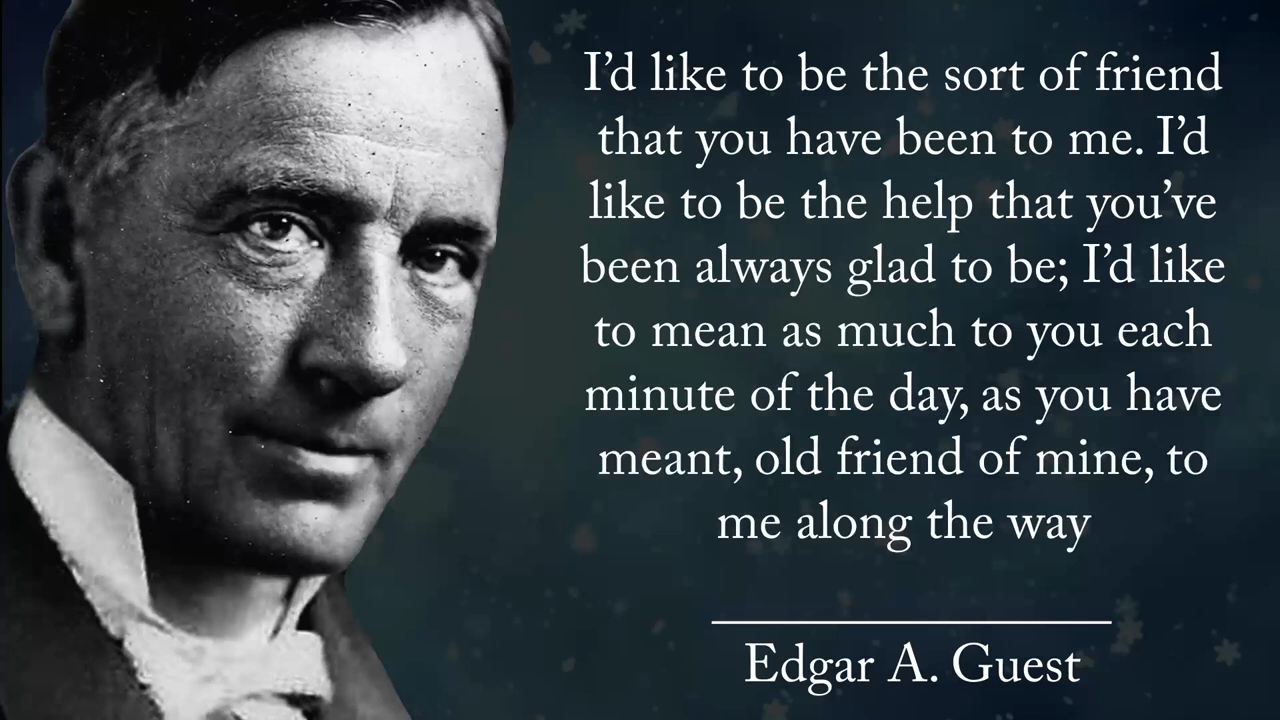 I’d like to be the sort of friend
that you have been to me. I’d
like to be the help that you’ve
been always glad to be; I’d like
to mean as much to you each
minute of the day, as you have
meant, old friend of mine, to
me along the way
Edgar A. Guest